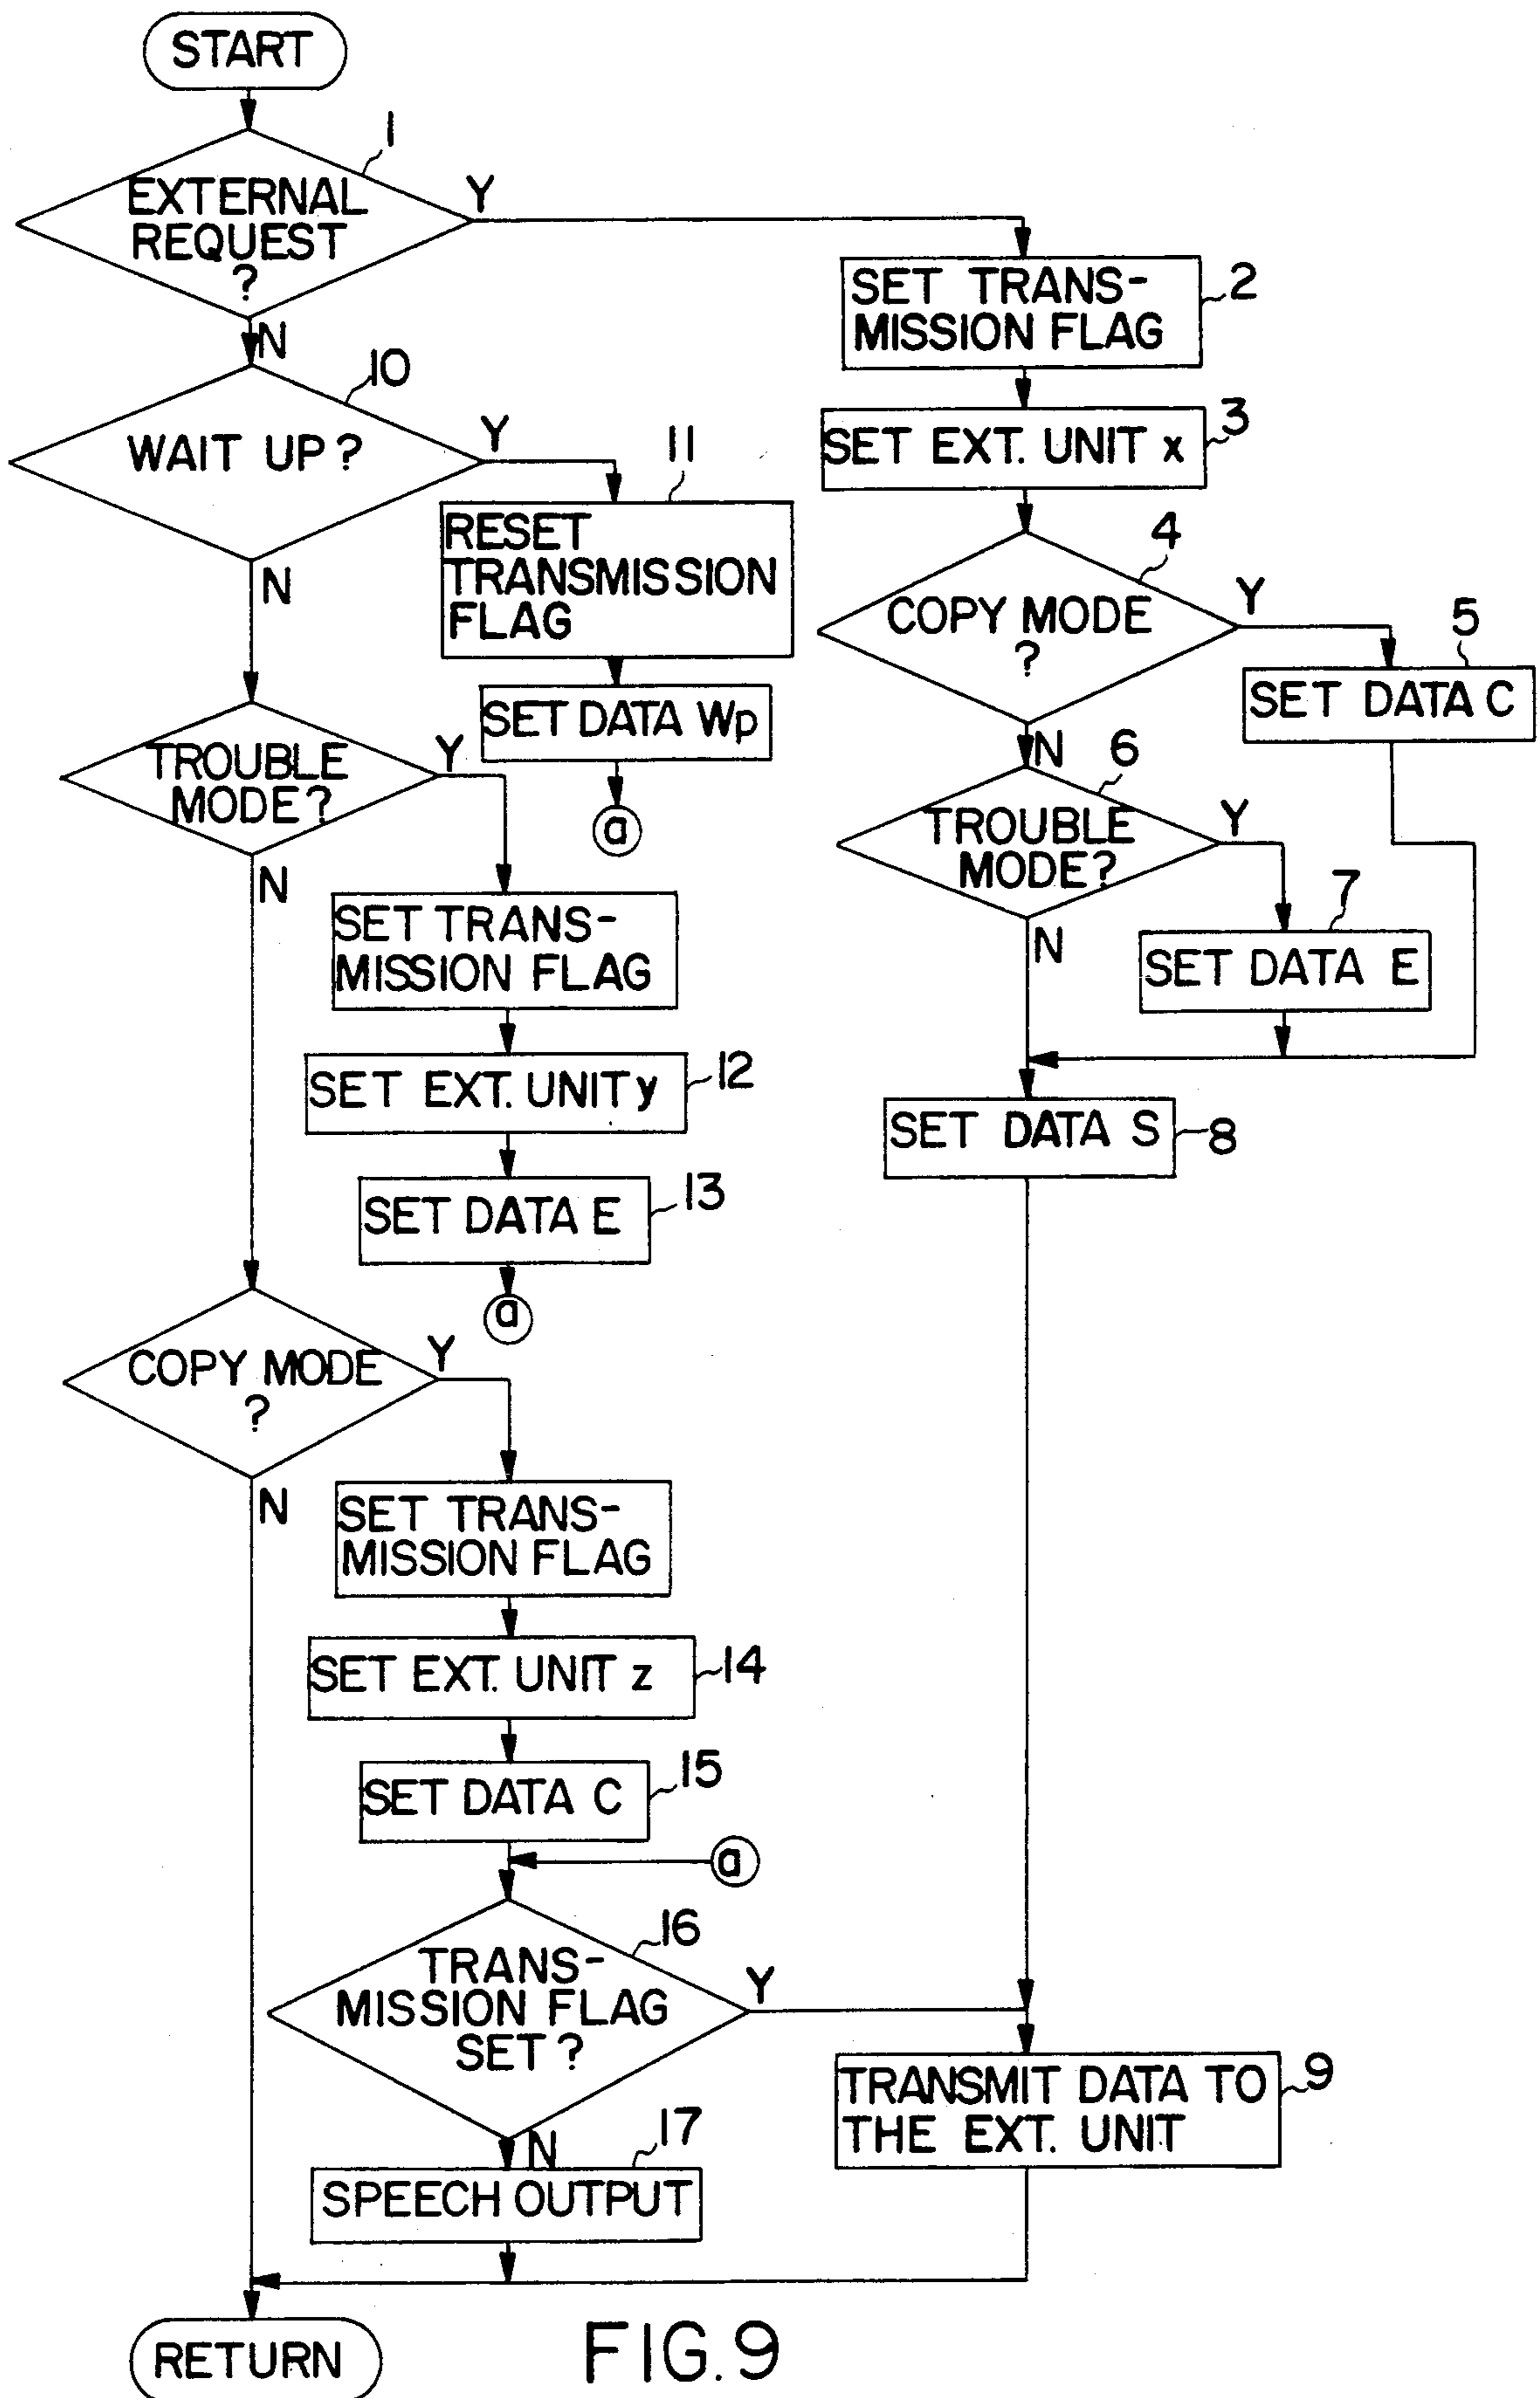 START
1
EXTERNAL
REQUEST
?
Y
N
SET TRANS-
MISSION FLAG
2
SET EXT. UNIT x
3
COPY MODE
?
4
Y
N
SET DATA C
5
TROUBLE
MODE?
6
Y
N
SET DATA E
7
SET DATA S
8
10
WAIT UP?
Y
N
11
RESET
TRANSMISSION
FLAG
SET DATA Wp
a
TROUBLE
MODE?
Y
N
SET TRANS-
MISSION FLAG
SET EXT. UNIT y
12
SET DATA E
13
a
COPY MODE
?
Y
N
SET TRANS-
MISSION FLAG
SET EXT. UNIT z
14
SET DATA C
15
a
16
TRANS-
MISSION FLAG
SET?
Y
N
TRANSMIT DATA TO
THE EXT. UNIT
9
17
SPEECH OUTPUT
RETURN
FIG.9